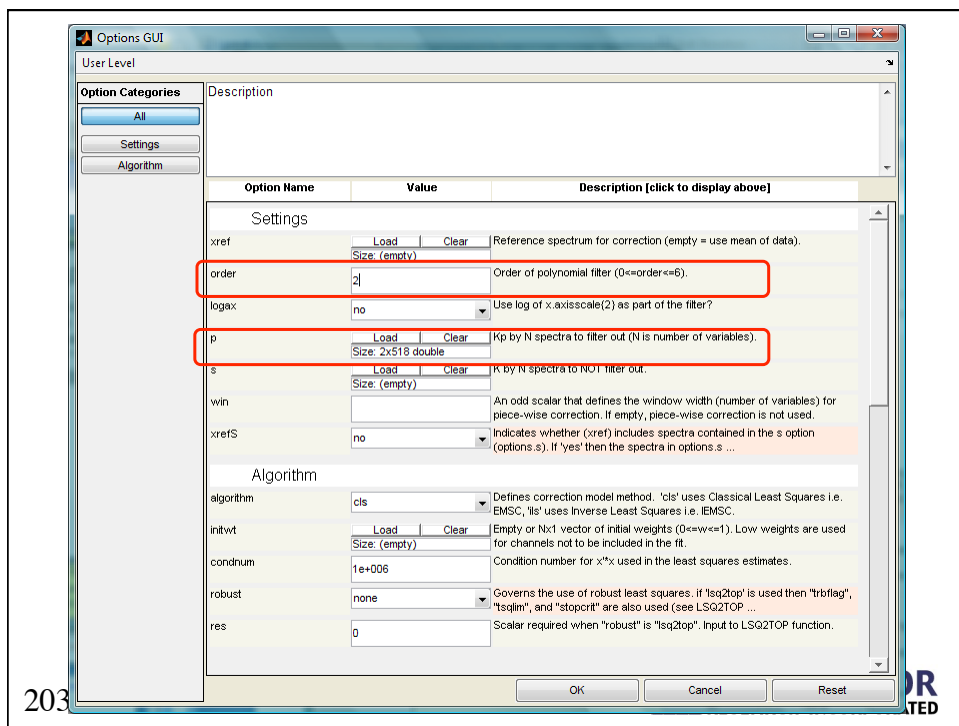 Options GUI
User Level
Option Categories
All
Settings
Algorithm
Description
Option Name Value Description [click to display above]
Settings
xref Load Clear Reference spectrum for correction (empty = use mean of data).
Size: (empty)
order 2 Order of polynomial filter (0<=order<=6).
logax no Use log of x.axisscale{2} as part of the filter?
p Load Clear Kp by N spectra to filter out (N is number of variables).
Size: 2x518 double
s Load Clear K by N spectra to NOT filter out.
Size: (empty)
win An odd scalar that defines the window width (number of variables) for
piece-wise correction. If empty, piece-wise correction is not used.
xrefS no Indicates whether (xref) includes spectra contained in the s option
(options.s). If 'yes' then the spectra in options.s ...
Algorithm
algorithm cls Defines correction model method. 'cls' uses Classical Least Squares i.e.
EMSC, 'ils' uses Inverse Least Squares i.e. IEMSC.
initwt Load Clear Empty or Nx1 vector of initial weights (0<=w<=1). Low weights are used
Size: (empty) for channels not to be included in the fit.
condnum 1e+006 Condition number for x'*x used in the least squares estimates.
robust none Governs the use of robust least squares. if 'lsq2top' is used then "trbflag",
"tsqlim", and "stopcrit" are also used (see LSQ2TOP ...
res 0 Scalar required when "robust" is "lsq2top". Input to LSQ2TOP function.
OK Cancel Reset
203